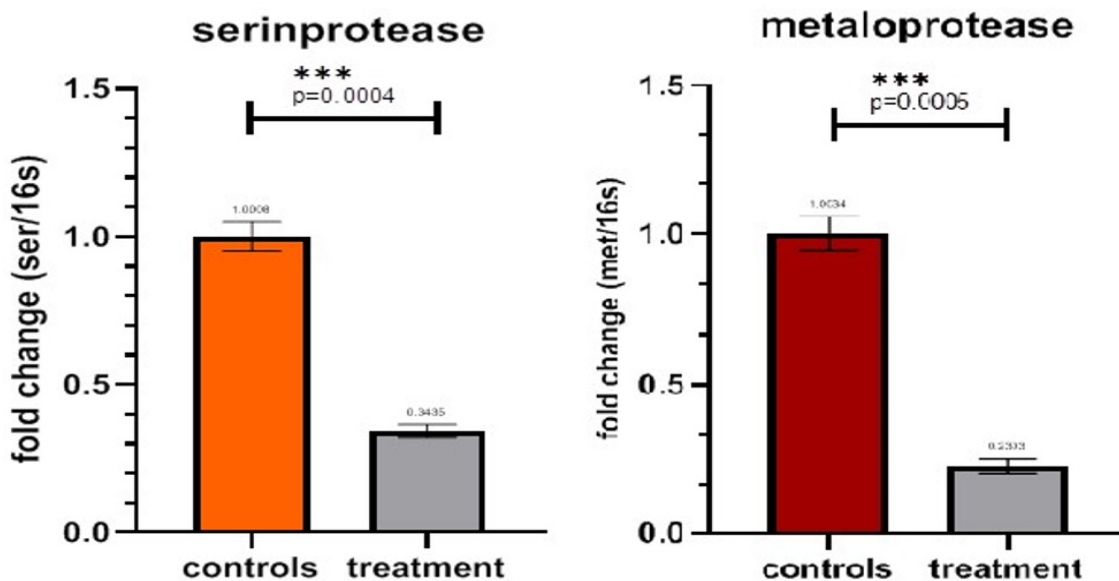 serinprotease
***
p=0.0004
fold change (ser/16s)
1.5
1.0
0.5
0.0
1.0008
0.3435
controls
treatment
metaloprotease
***
p=0.0005
fold change (met/16s)
1.5
1.0
0.5
0.0
1.0034
controls
treatment